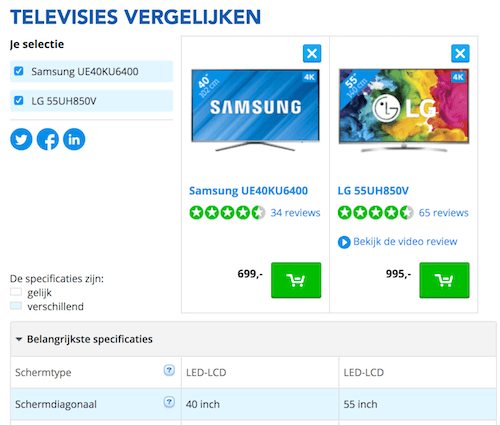 TELEVISIES VERGELIJKEN
Je selectie
Samsung UE40KU6400
LG 55UH850V
40"
102 cm
4K
SAMSUNG
Samsung UE40KU6400
34 reviews
699,-
55"
4K
LG
LG 55UH850V
65 reviews
Bekijk de video review
995,-
De specificaties zijn:
gelijk
verschillend
Belangrijkste specificaties
Schermtype ? LED-LCD LED-LCD
Schermdiagonaal ? 40 inch 55 inch